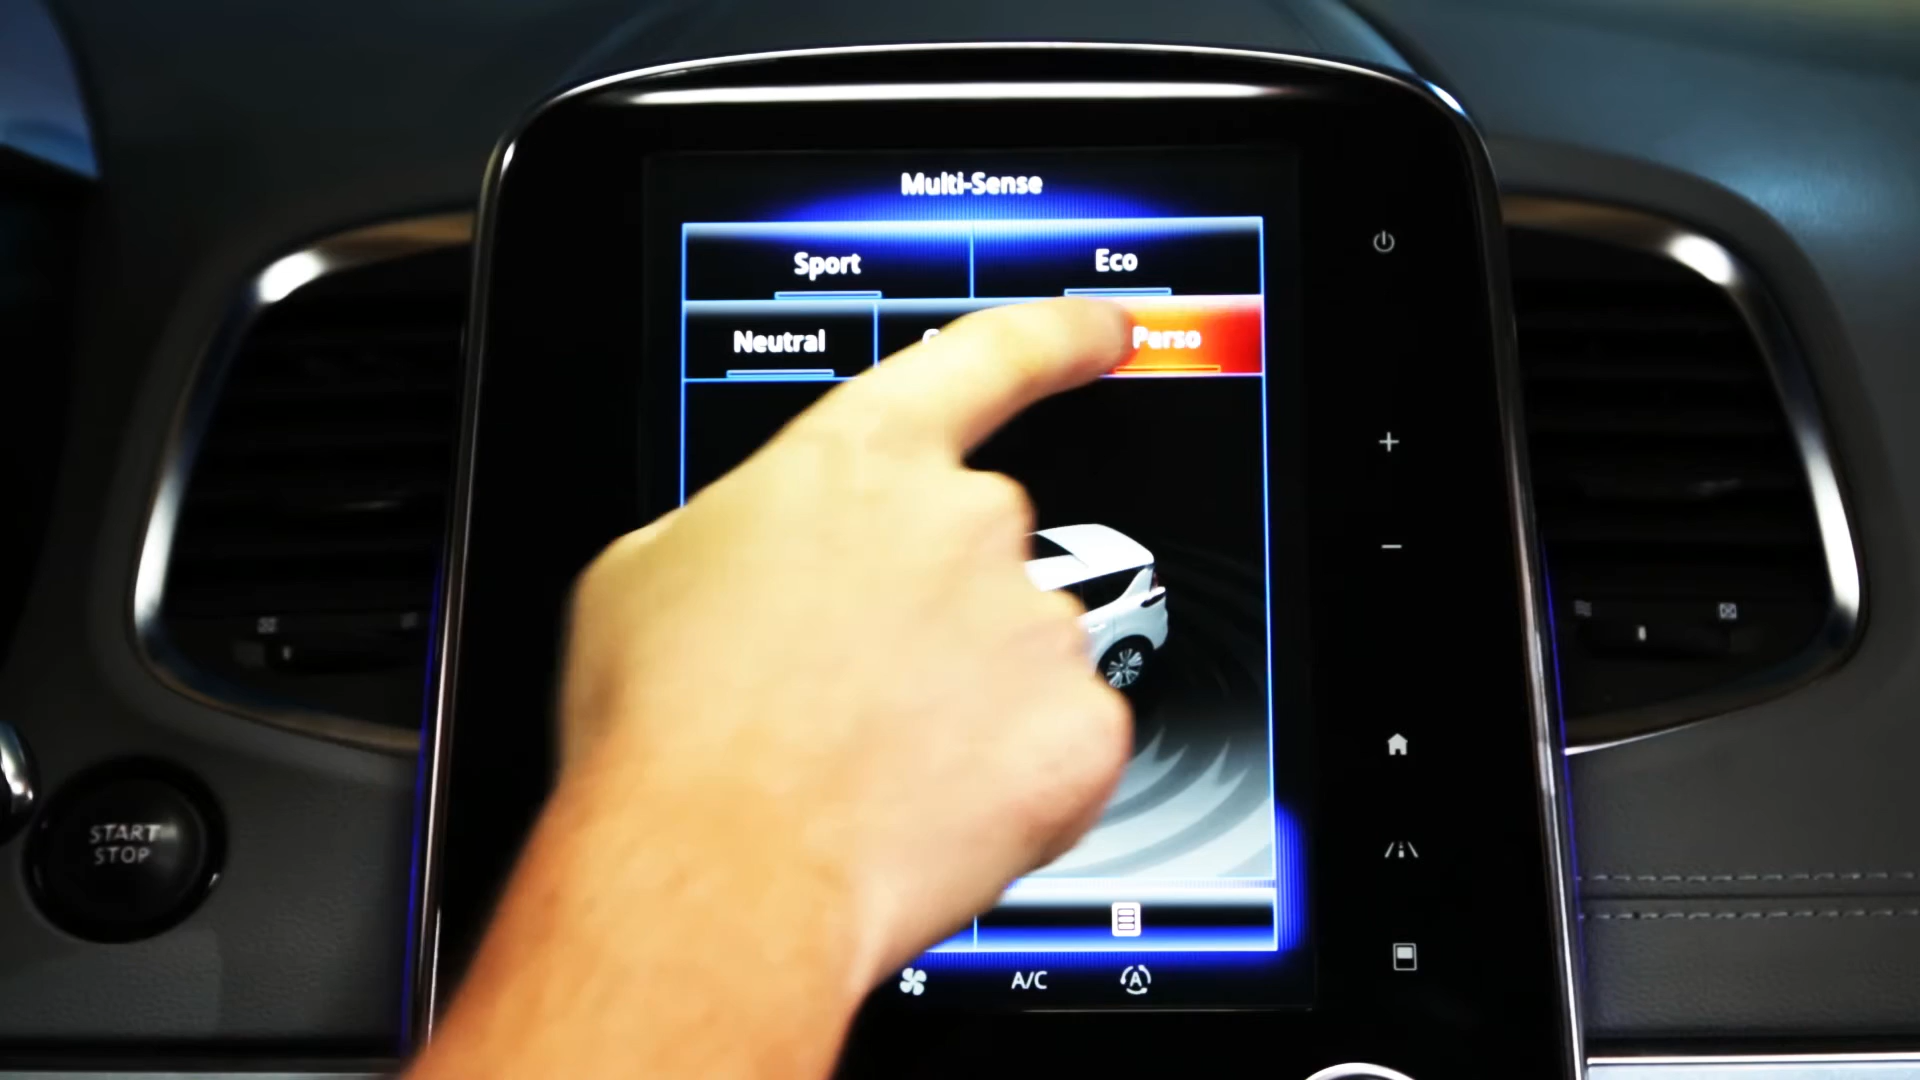 Multi-Sense
Sport
Eco
Neutral
Perso
START
STOP
A/C
A